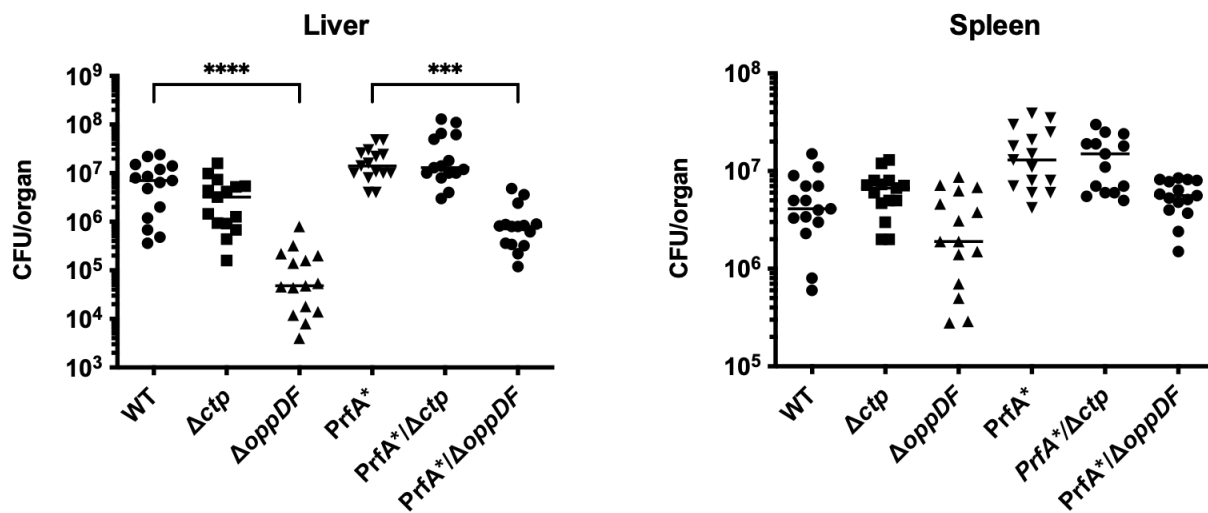 Liver
**** ***
CFU/organ
10⁹
10⁸
10⁷
10⁶
10⁵
10⁴
10³
WT
Δctp
ΔoppDF
PrfA*
PrfA*/Δctp
PrfA*/ΔoppDF
Spleen
CFU/organ
10⁸
10⁷
10⁶
10⁵
WT
Δctp
ΔoppDF
PrfA*
PrfA*/Δctp
PrfA*/ΔoppDF